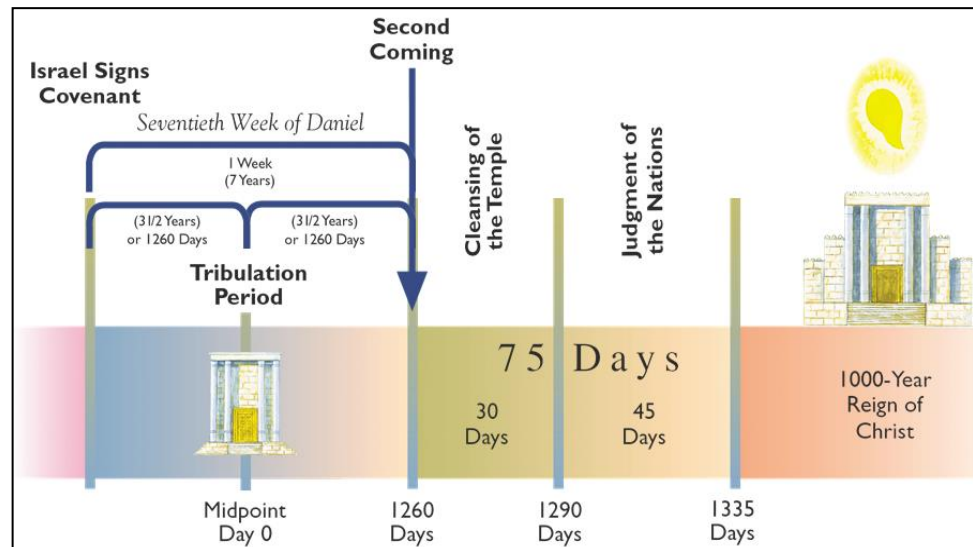 Second
Coming
Israel Signs
Covenant
Seventieth Week of Daniel
1 Week
(7 Years)
(31/2 Years)
or 1260 Days
(31/2 Years)
or 1260 Days
Tribulation
Period
Cleansing of
the Temple
Judgment of
the Nations
75 Days
30
Days
45
Days
1000-Year
Reign of
Christ
Midpoint
Day 0
1260
Days
1290
Days
1335
Days